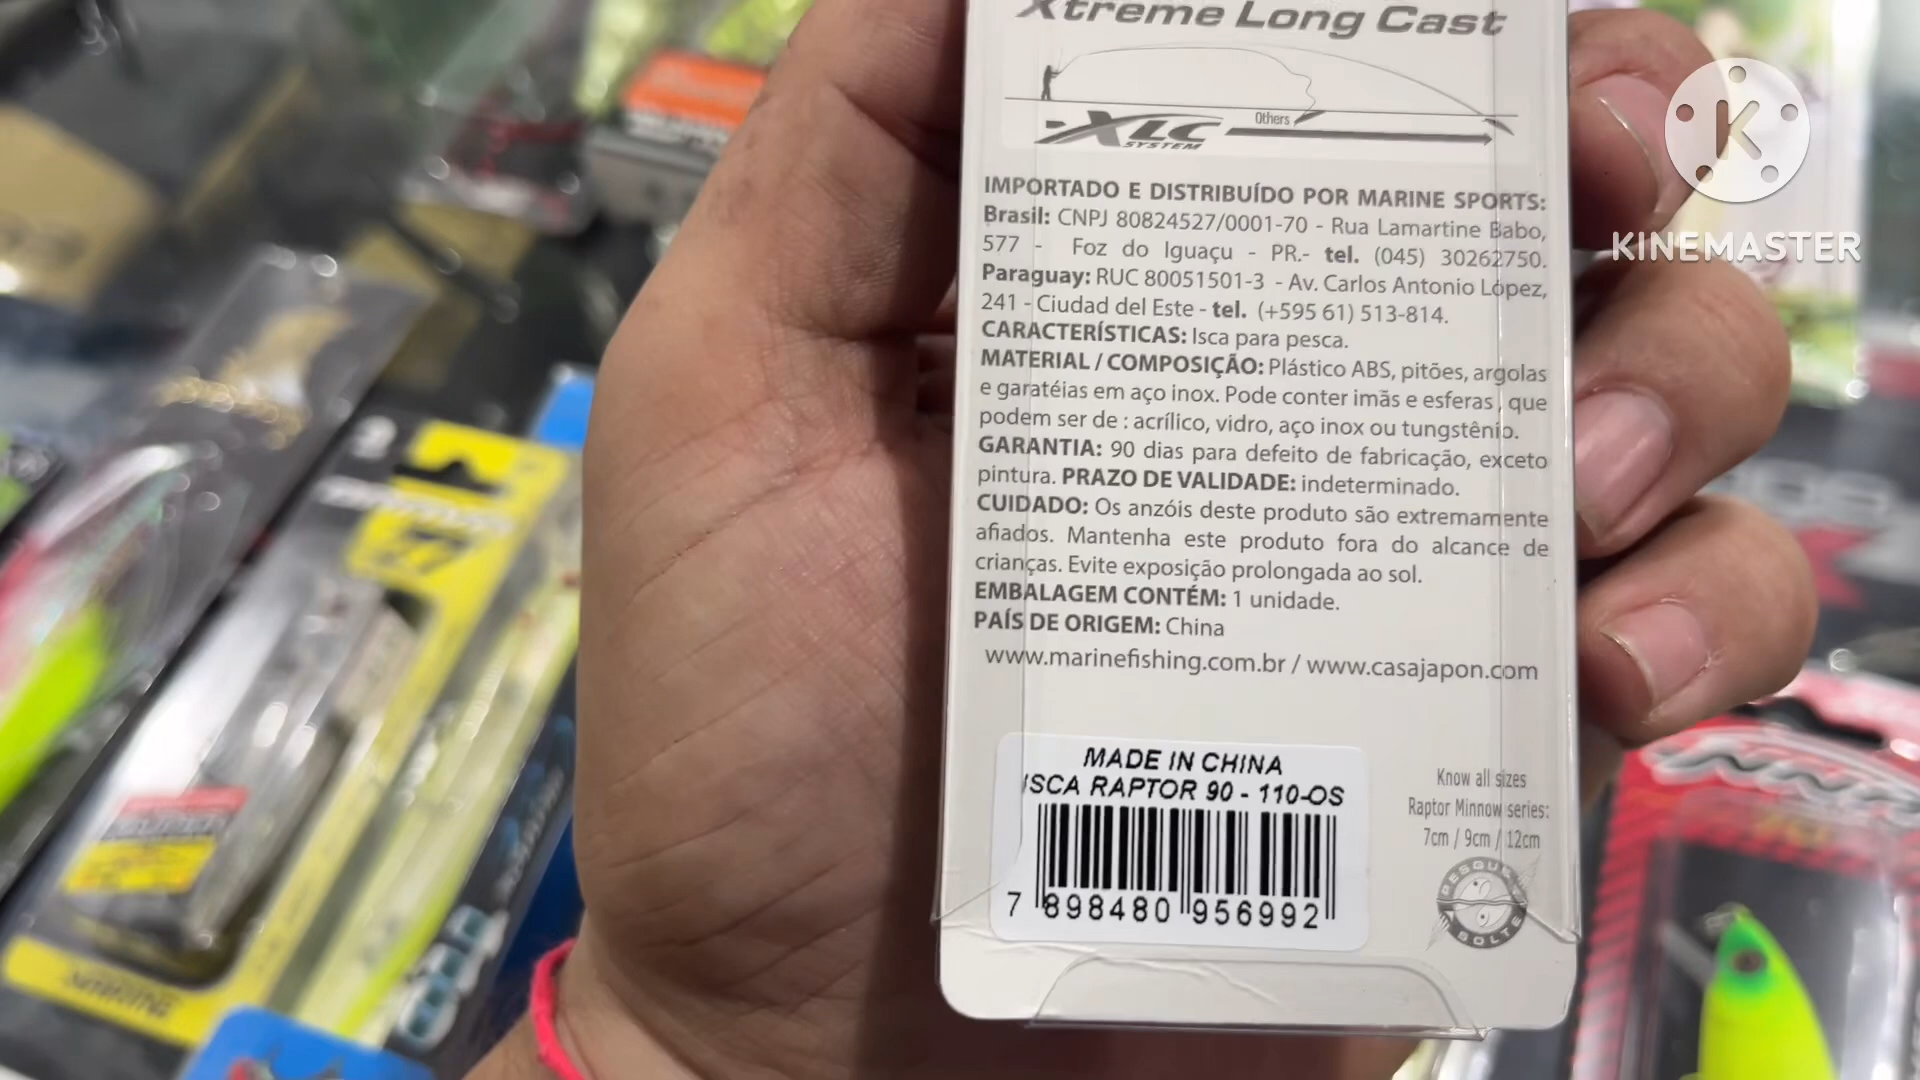 Xtreme Long Cast
Others
XLC
SYSTEM
IMPORTADO E DISTRIBUÍDO POR MARINE SPORTS:
Brasil: CNPJ 80824527/0001-70 - Rua Lamartine Babo,
577 - Foz do Iguaçu - PR.- tel. (045) 30262750.
Paraguay: RUC 80051501-3 - Av. Carlos Antonio López,
241 - Ciudad del Este - tel. (+595 61) 513-814.
CARACTERÍSTICAS: Isca para pesca.
MATERIAL / COMPOSIÇÃO: Plástico ABS, pitões, argolas
e garatéias em aço inox. Pode conter imãs e esferas , que
podem ser de : acrílico, vidro, aço inox ou tungstênio.
GARANTIA: 90 dias para defeito de fabricação, exceto
pintura. PRAZO DE VALIDADE: indeterminado.
CUIDADO: Os anzóis deste produto são extremamente
afiados. Mantenha este produto fora do alcance de
crianças. Evite exposição prolongada ao sol.
EMBALAGEM CONTÉM: 1 unidade.
PAÍS DE ORIGEM: China
www.marinefishing.com.br / www.casajapon.com
MADE IN CHINA
ISCA RAPTOR 90 - 110-OS
7 898480 956992
Know all sizes
Raptor Minnow series:
7cm / 9cm / 12cm
PESQUE
SOLTE
K
KINEMASTER
77